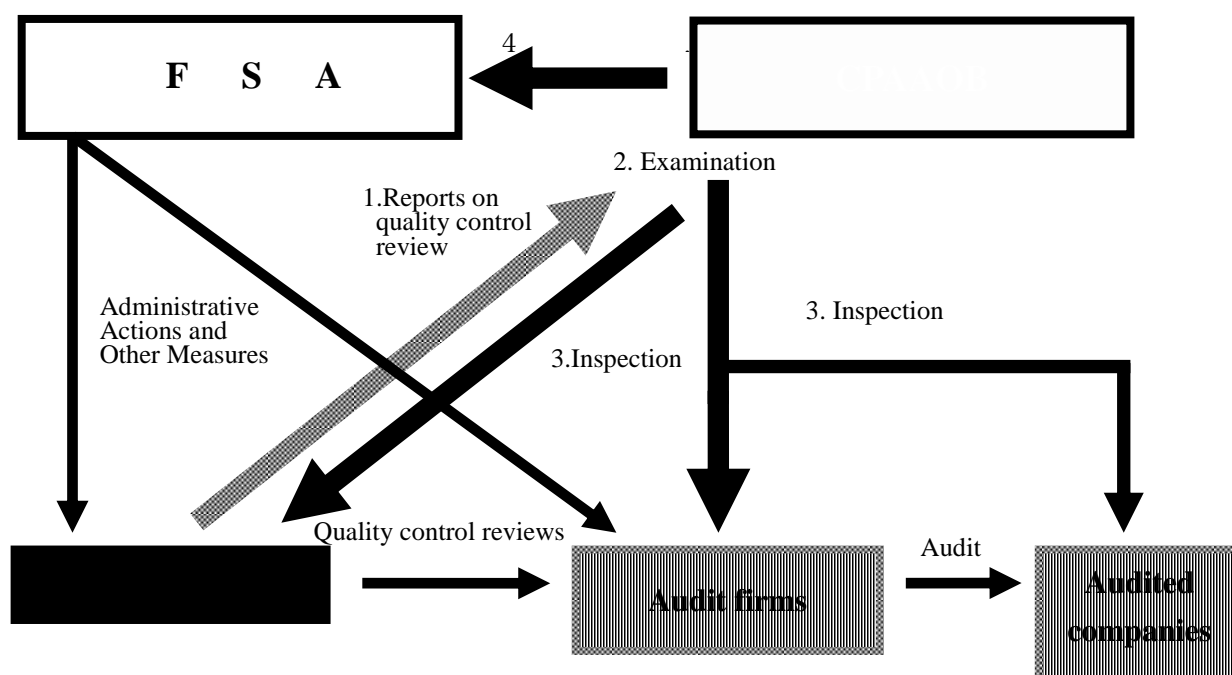 F S A
4
2. Examination
1.Reports on
quality control
review
Administrative
Actions and
Other Measures
3.Inspection
3. Inspection
Quality control reviews
Audit
Audit firms
Audited
companies